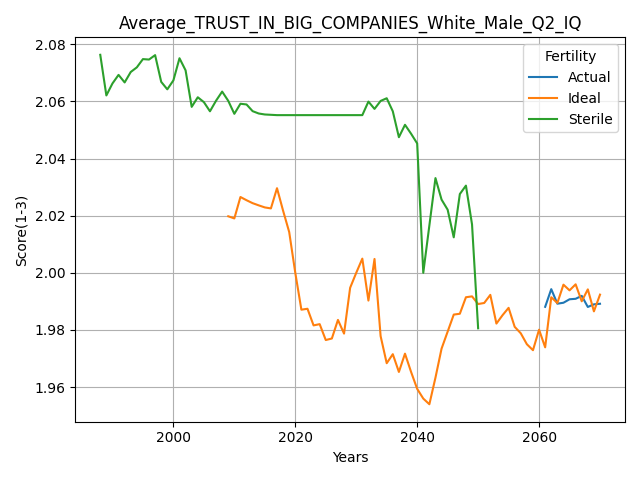 Average_TRUST_IN_BIG_COMPANIES_White_Male_Q2_IQ
Fertility
Actual
Ideal
Sterile
Score(1-3)
2.08
2.06
2.04
2.02
2.00
1.98
1.96
2000
2020
2040
2060
Years